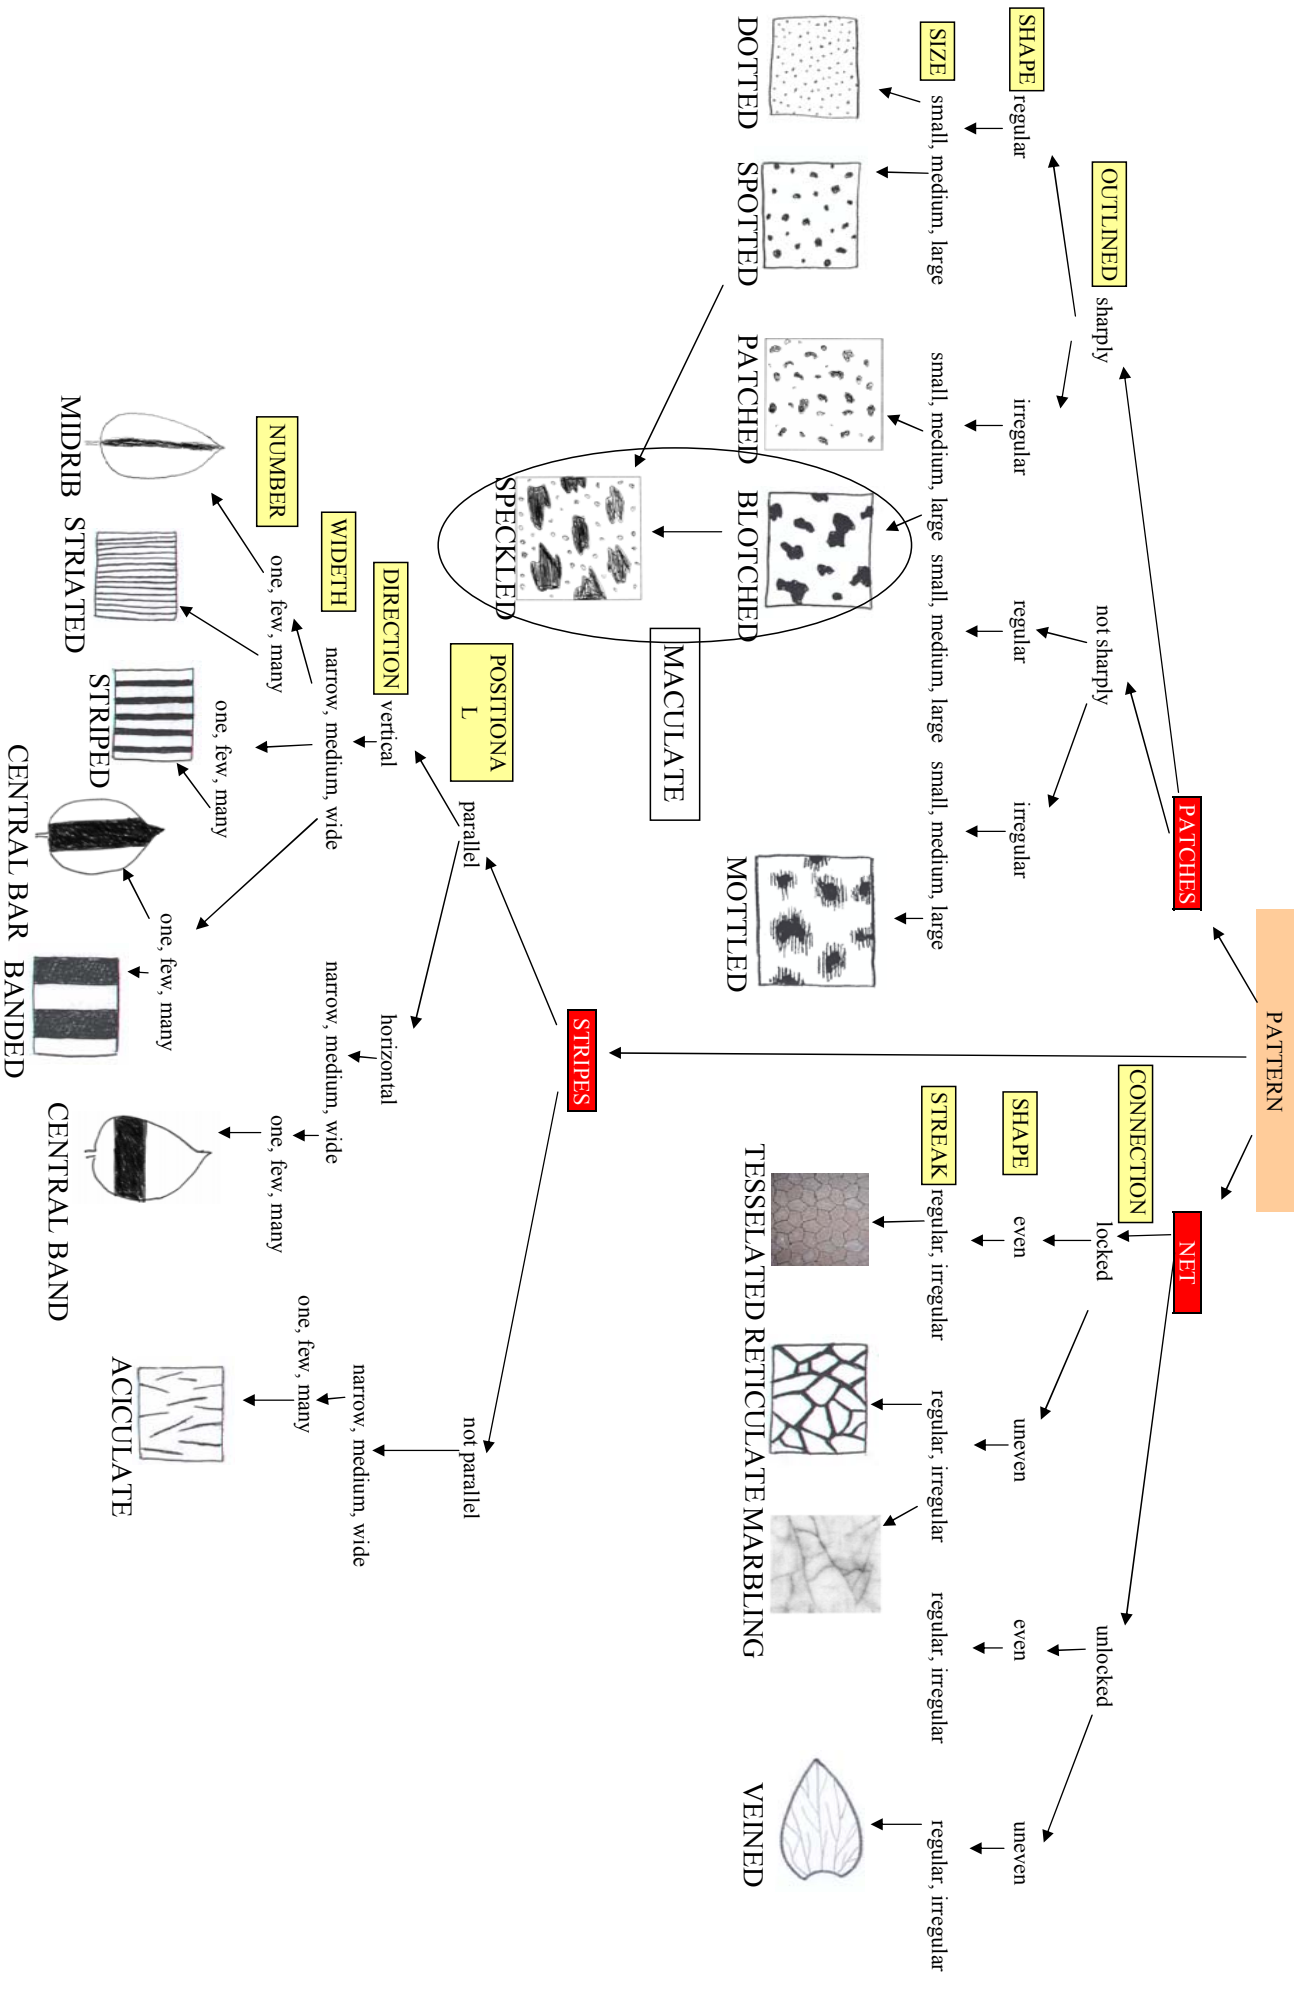 PATTERN
PATCHES
NET
OUTLINED
sharply
not sharply
CONNECTION
locked
unlocked
SHAPE
regular
irregular
regular
irregular
SHAPE
even
uneven
even
uneven
SIZE
small, medium, large
small, medium, large
small, medium, large
small, medium, large
STREAK
regular, irregular
regular, irregular
regular, irregular
regular, irregular
DOTTED
SPOTTED
PATCHED
BLOTCHED
MOTTLED
TESSELATED
RETICULATE
MARBLING
VEINED
MACULATE
SPECKLED
STRIPES
POSITIONA
L
parallel
not parallel
DIRECTION
vertical
horizontal
WIDETH
narrow, medium, wide
narrow, medium, wide
narrow, medium, wide
NUMBER
one, few, many
one, few, many
one, few, many
one, few, many
one, few, many
MIDRIB
STRIATED
STRIPED
CENTRAL BAR
BANDED
CENTRAL BAND
ACICULATE